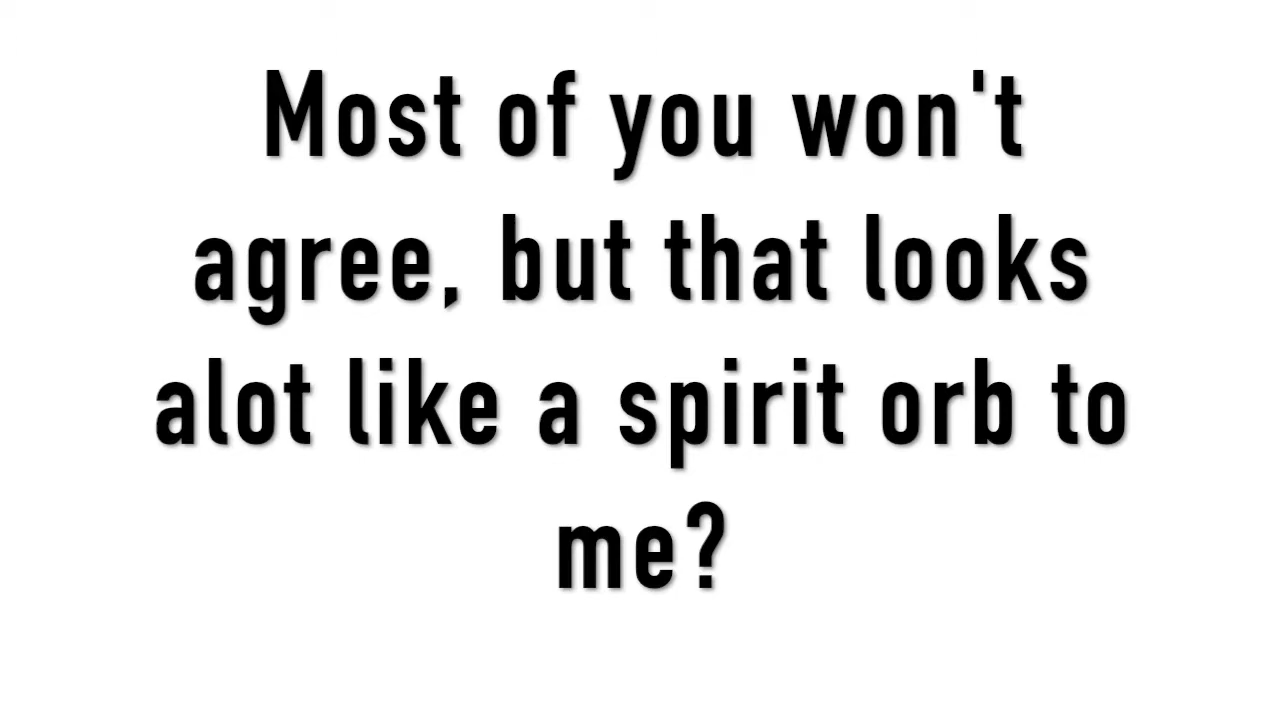 Most of you won't
agree, but that looks
alot like a spirit orb to
me?